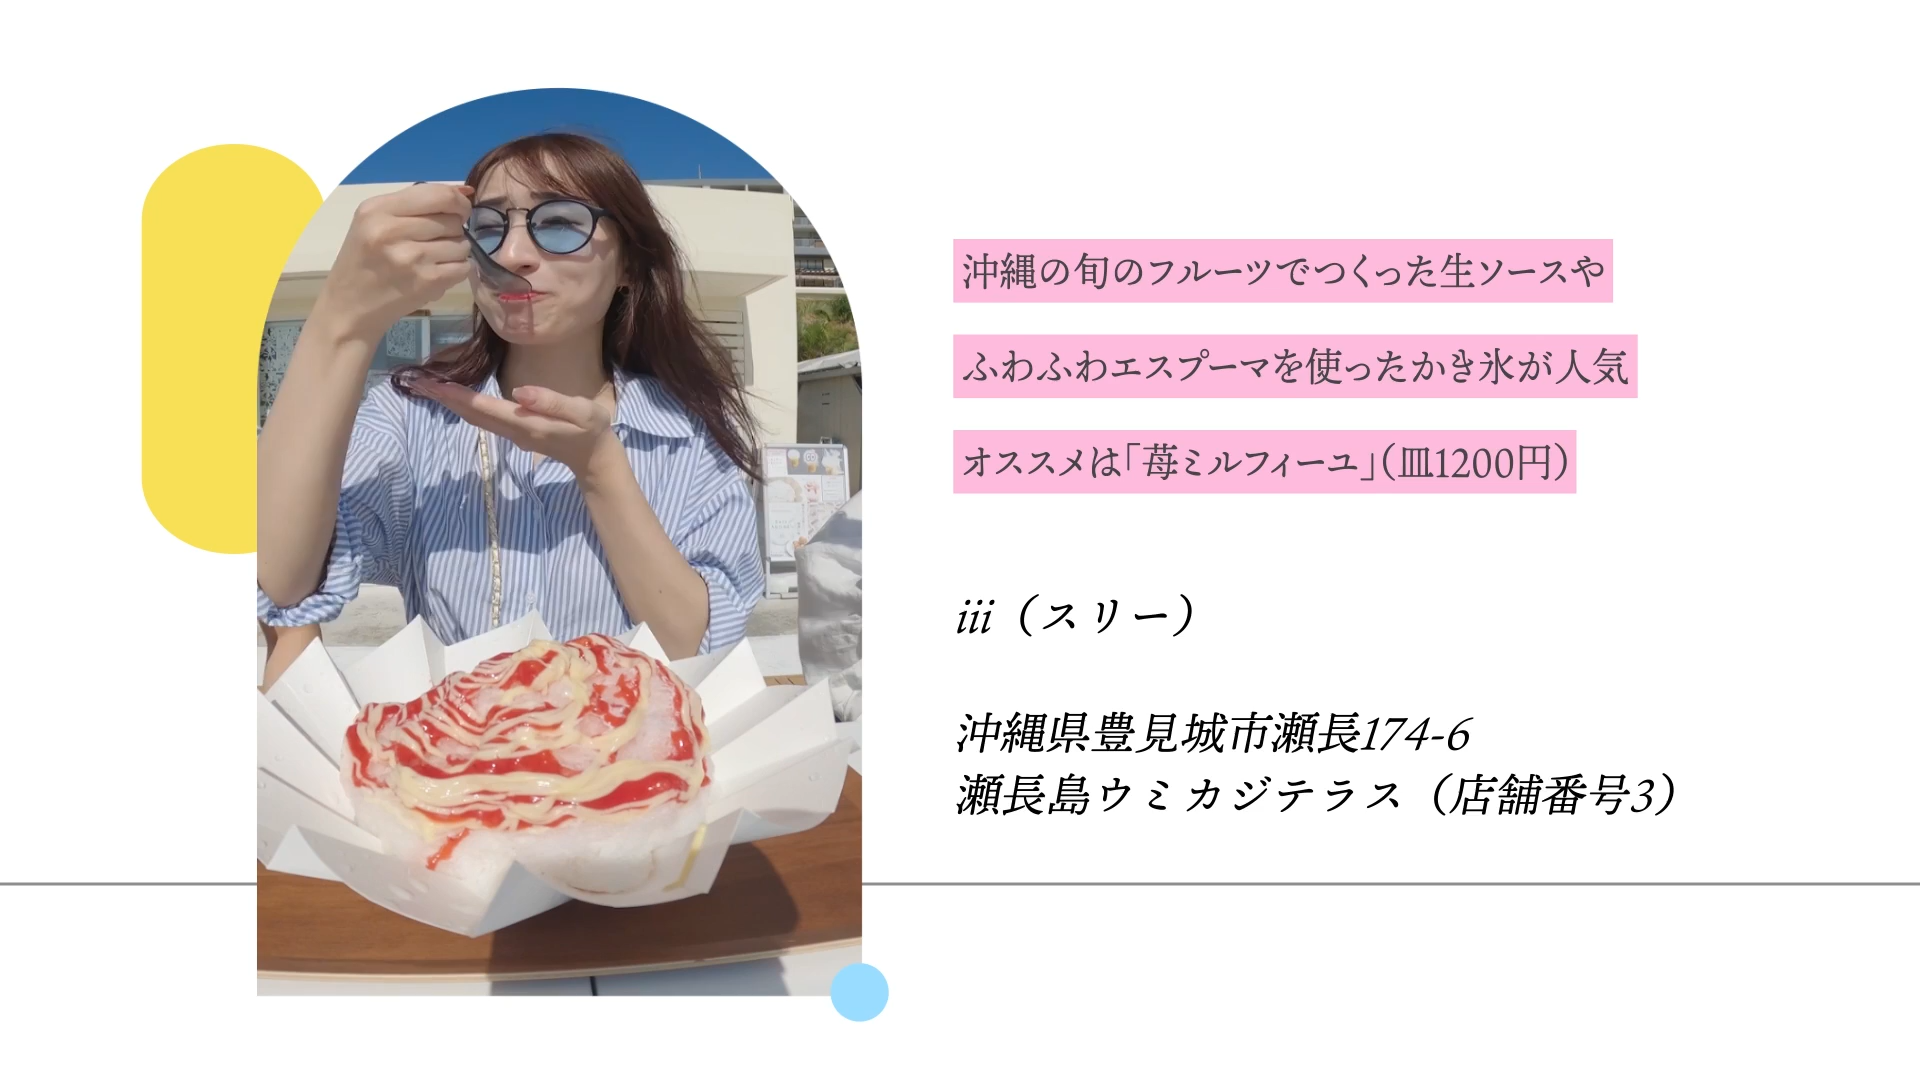 沖縄の旬のフルーツでつくった生ソースや
ふわふわエスプーマを使ったかき氷が人気
オススメは「苺ミルフィーユ」(皿1200円)
iii（スリー）
沖縄県豊見城市瀬長174-6
瀬長島ウミカジテラス（店舗番号3）